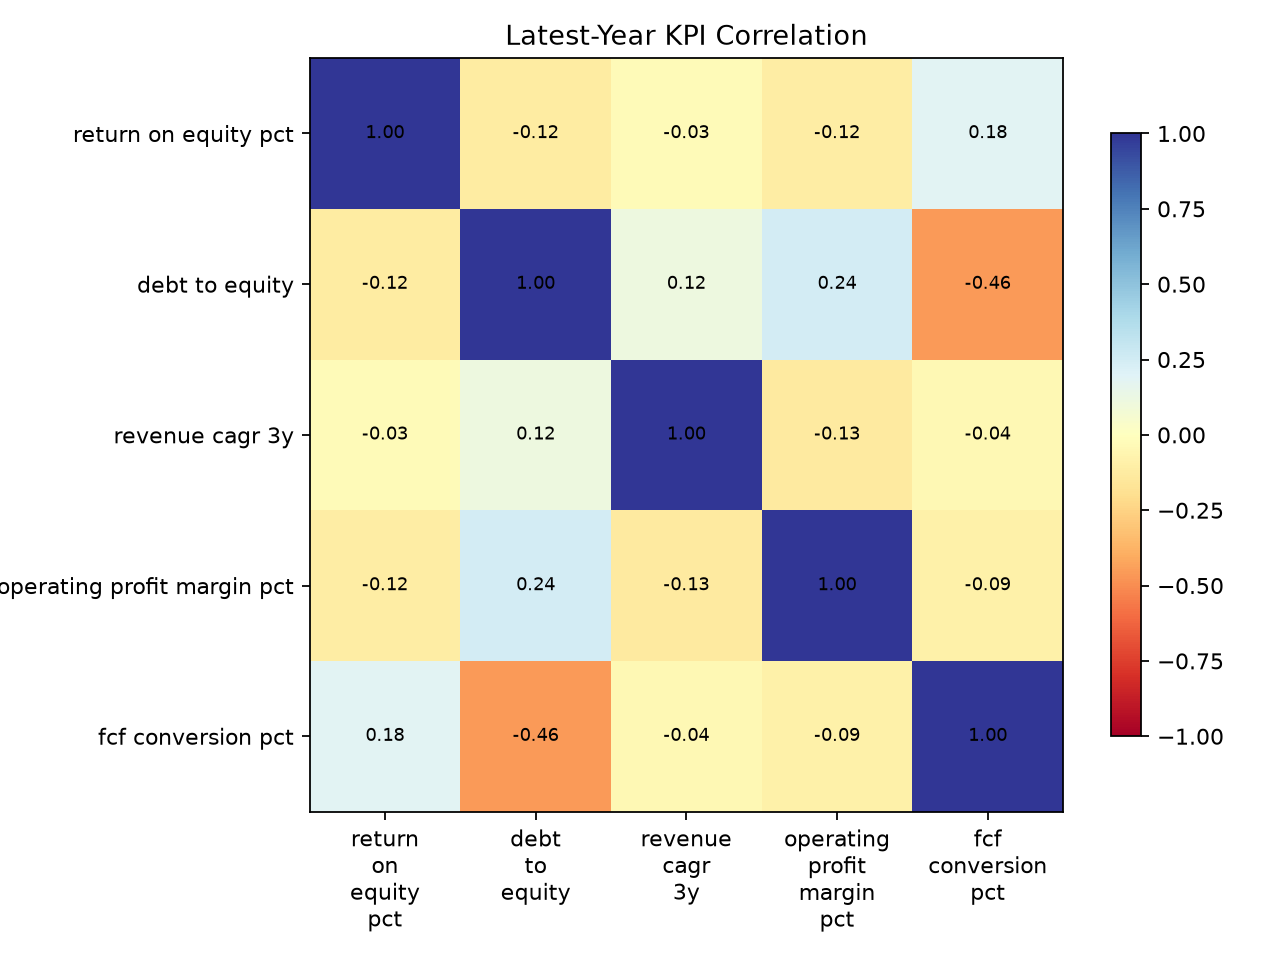 Latest-Year KPI Correlation
return on equity pct
1.00
-0.12
-0.03
-0.12
0.18
debt to equity
-0.12
1.00
0.12
0.24
-0.46
revenue cagr 3y
-0.03
0.12
1.00
-0.13
-0.04
operating profit margin pct
-0.12
0.24
-0.13
1.00
-0.09
fcf conversion pct
0.18
-0.46
-0.04
-0.09
1.00
return
on
equity
pct
debt
to
equity
revenue
cagr
3y
operating
profit
margin
pct
fcf
conversion
pct
1.00
0.75
0.50
0.25
0.00
−0.25
−0.50
−0.75
−1.00